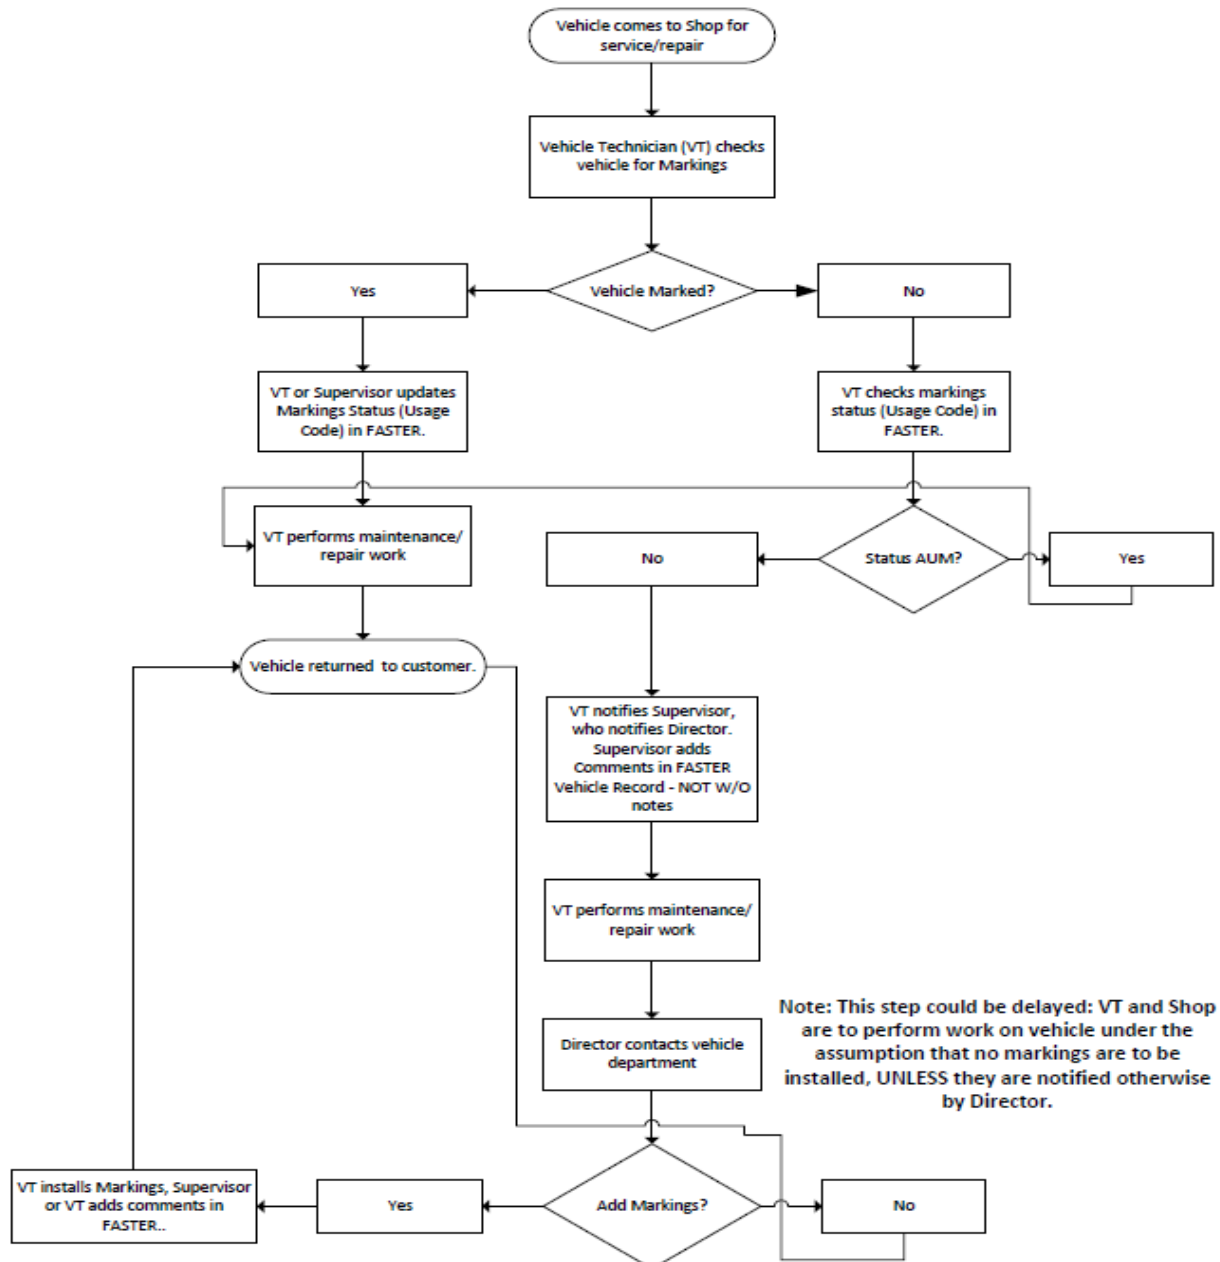 Vehicle comes to Shop for
service/repair
Vehicle Technician (VT) checks
vehicle for Markings
Yes
Vehicle Marked?
No
VT or Supervisor updates
Markings Status (Usage
Code) in FASTER.
VT checks markings
status (Usage Code) in
FASTER.
VT performs maintenance/
repair work
No
Status AUM?
Yes
Vehicle returned to customer.
VT notifies Supervisor,
who notifies Director.
Supervisor adds
Comments in FASTER
Vehicle Record - NOT W/O
notes
VT performs maintenance/
repair work
Director contacts vehicle
department
Note: This step could be delayed: VT and Shop
are to perform work on vehicle under the
assumption that no markings are to be
installed, UNLESS they are notified otherwise
by Director.
VT installs Markings, Supervisor
or VT adds comments in
FASTER..
Yes
Add Markings?
No